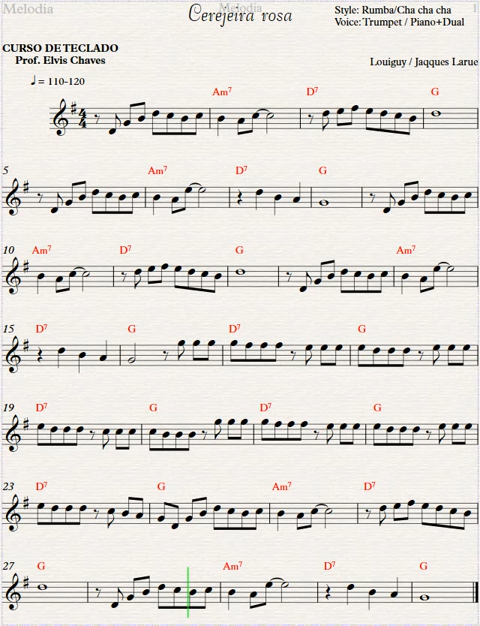 Melodia
Melodia
1
Cerejeira rosa
Style: Rumba/Cha cha cha
Voice: Trumpet / Piano+Dual
CURSO DE TECLADO
Prof. Elvis Chaves
Louiguy / Jaqques Larue
♩ = 110-120
Am7 D7 G
5
Am7 D7 G
10
Am7 D7 G Am7
15
D7 G D7 G
19
D7 G D7 G
23
D7 G Am7 D7
27
G Am7 D7 G